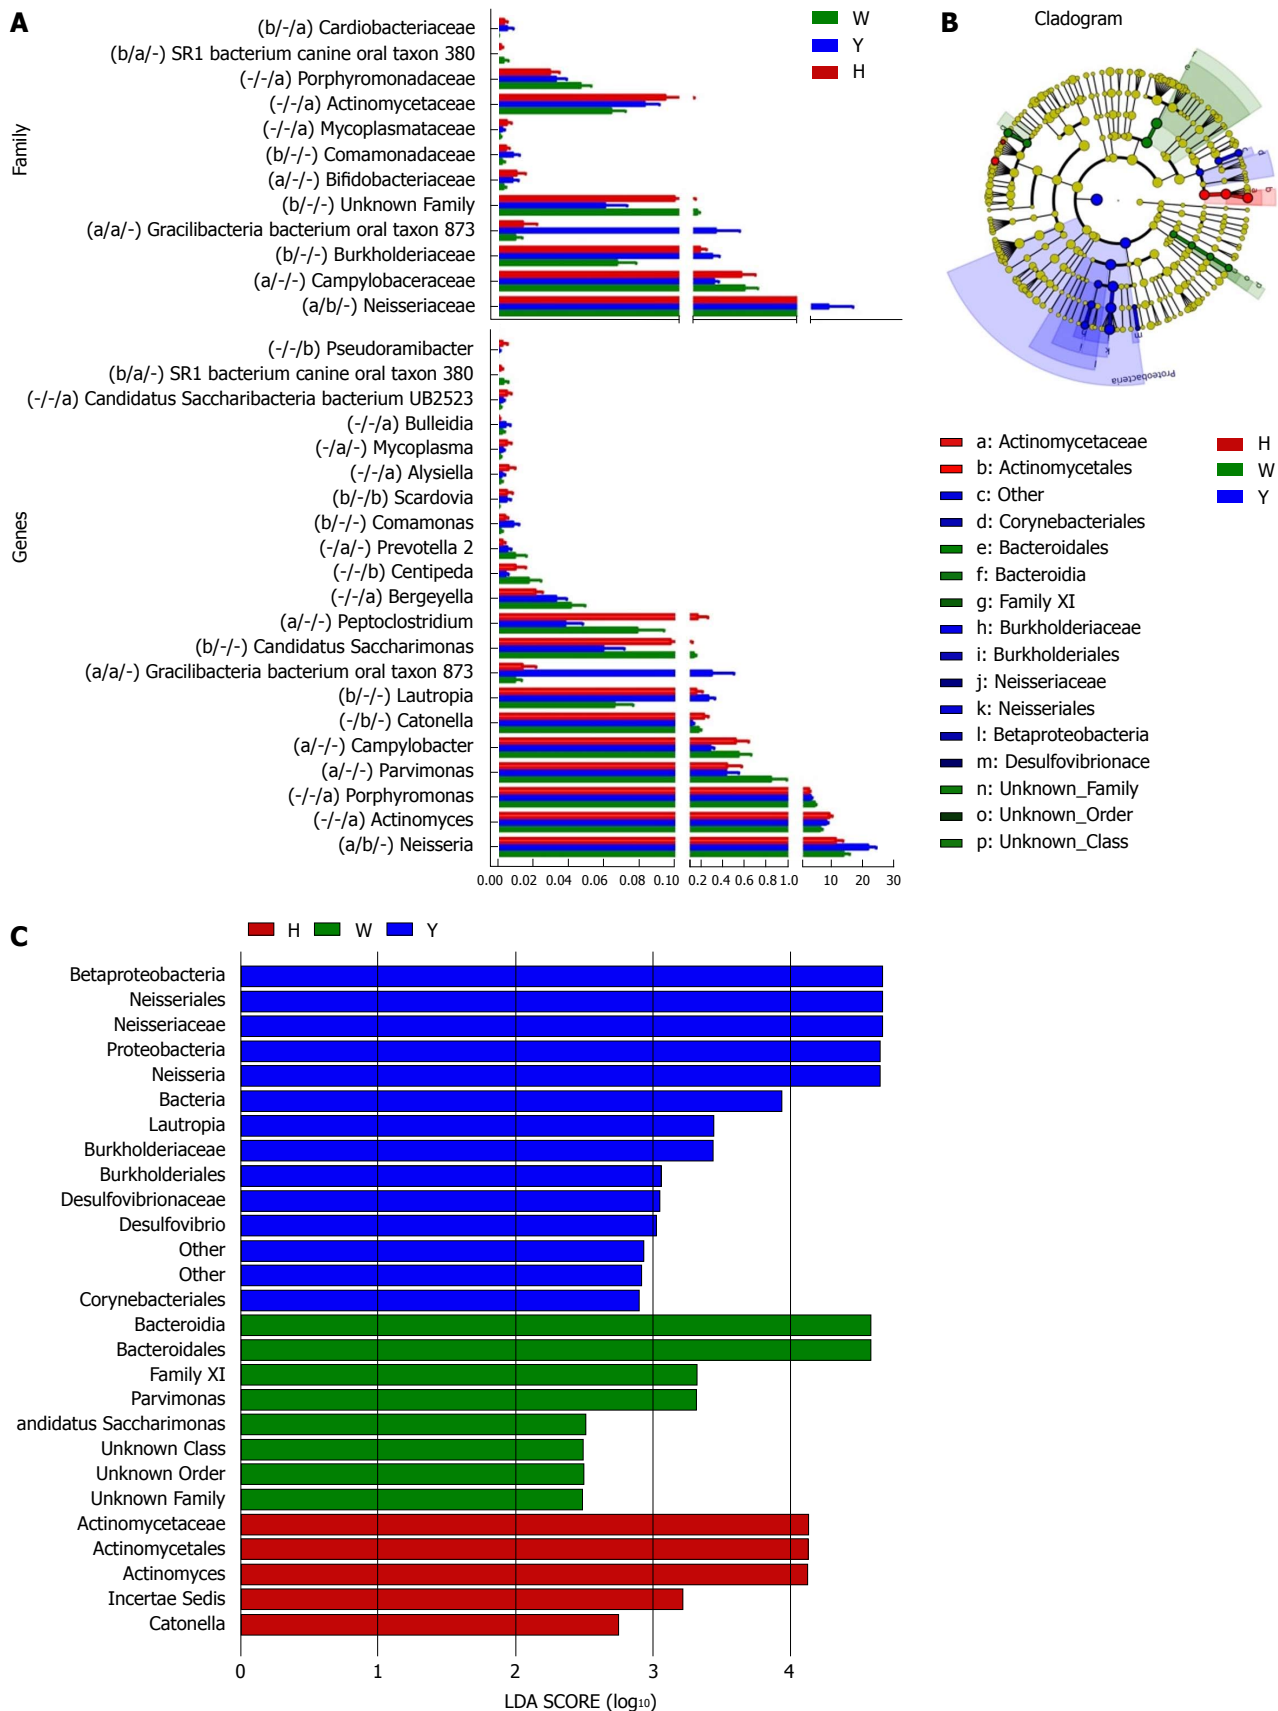 A
W
Y
H
Family
(b/-/a) Cardiobacteriaceae
(b/a/-) SR1 bacterium canine oral taxon 380
(-/-/a) Porphyromonadaceae
(-/-/a) Actinomycetaceae
(-/-/a) Mycoplasmataceae
(b/-/-) Comamonadaceae
(a/-/-) Bifidobacteriaceae
(b/-/-) Unknown Family
(a/a/-) Gracilibacteria bacterium oral taxon 873
(b/-/-) Burkholderiaceae
(a/-/-) Campylobaceraceae
(a/b/-) Neisseriaceae
Genes
(-/-/b) Pseudoramibacter
(b/a/-) SR1 bacterium canine oral taxon 380
(-/-/a) Candidatus Saccharibacteria bacterium UB2523
(-/-/a) Bulleidia
(-/a/-) Mycoplasma
(-/-/a) Alysiella
(b/-/b) Scardovia
(b/-/-) Comamonas
(-/a/-) Prevotella 2
(-/-/b) Centipeda
(-/-/a) Bergeyella
(a/-/-) Peptoclostridium
(b/-/-) Candidatus Saccharimonas
(a/a/-) Gracilibacteria bacterium oral taxon 873
(b/-/-) Lautropia
(-/b/-) Catonella
(a/-/-) Campylobacter
(a/-/-) Parvimonas
(-/-/a) Porphyromonas
(-/-/a) Actinomyces
(a/b/-) Neisseria
0.00 0.02 0.04 0.06 0.08 0.10 0.2 0.4 0.6 0.8 1.0 10 20 30
B
Cladogram
Proteobacteria
a: Actinomycetaceae
b: Actinomycetales
c: Other
d: Corynebacteriales
e: Bacteroidales
f: Bacteroidia
g: Family XI
h: Burkholderiaceae
i: Burkholderiales
j: Neisseriaceae
k: Neisseriales
l: Betaproteobacteria
m: Desulfovibrionace
n: Unknown_Family
o: Unknown_Order
p: Unknown_Class
H
W
Y
C
H W Y
Betaproteobacteria
Neisseriales
Neisseriaceae
Proteobacteria
Neisseria
Bacteria
Lautropia
Burkholderiaceae
Burkholderiales
Desulfovibrionaceae
Desulfovibrio
Other
Other
Corynebacteriales
Bacteroidia
Bacteroidales
Family XI
Parvimonas
andidatus Saccharimonas
Unknown Class
Unknown Order
Unknown Family
Actinomycetaceae
Actinomycetales
Actinomyces
Incertae Sedis
Catonella
0 1 2 3 4
LDA SCORE (log₁₀)